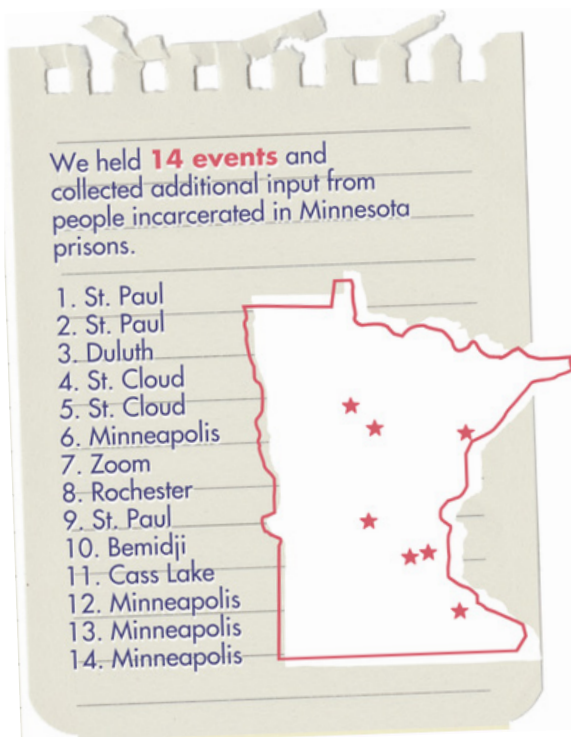 We held 14 events and
collected additional input from
people incarcerated in Minnesota
prisons.
1. St. Paul
2. St. Paul
3. Duluth
4. St. Cloud
5. St. Cloud
6. Minneapolis
7. Zoom
8. Rochester
9. St. Paul
10. Bemidji
11. Cass Lake
12. Minneapolis
13. Minneapolis
14. Minneapolis